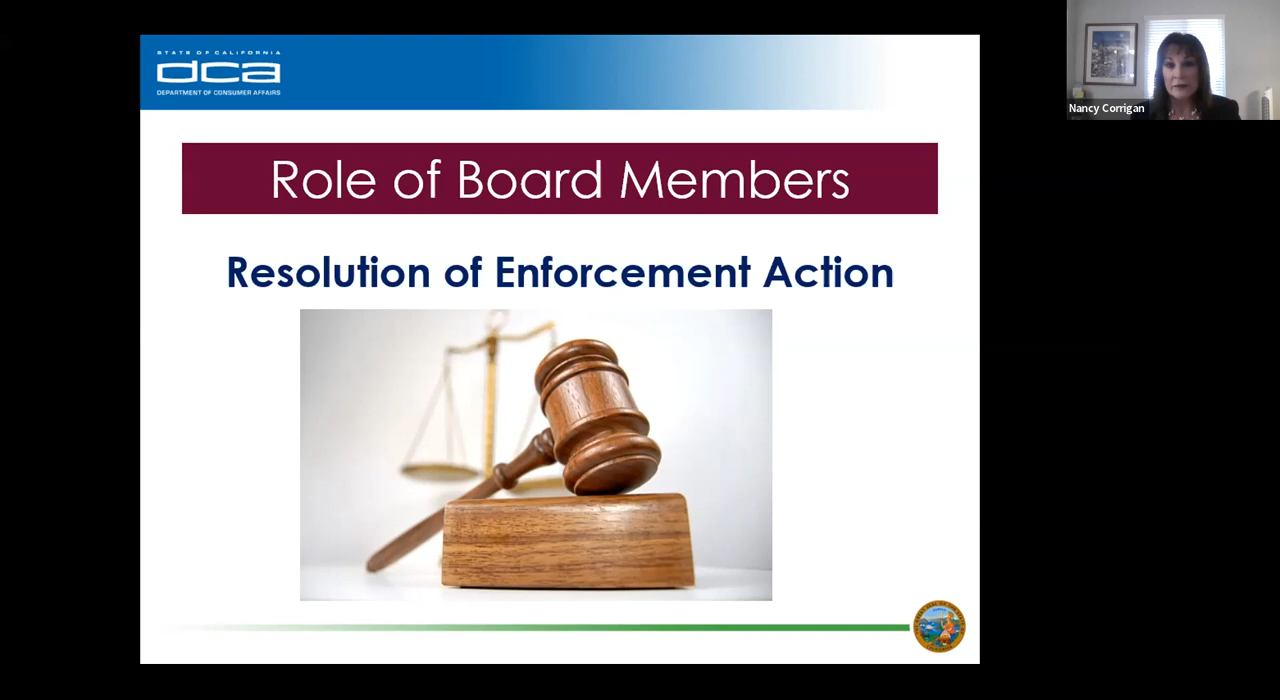 STATE OF CALIFORNIA
dca
DEPARTMENT OF CONSUMER AFFAIRS
Nancy Corrigan
Role of Board Members
Resolution of Enforcement Action